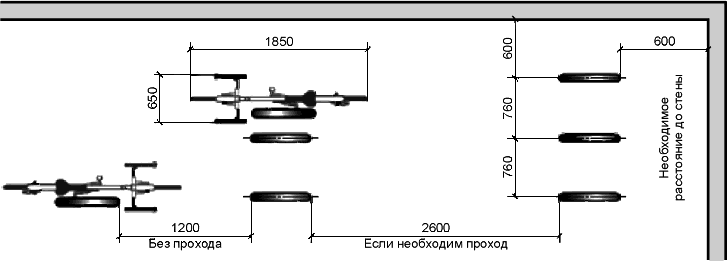 1850
600
600
650
760
760
Необходимое
расстояние до стены
1200
2600
Без прохода
Если необходим проход